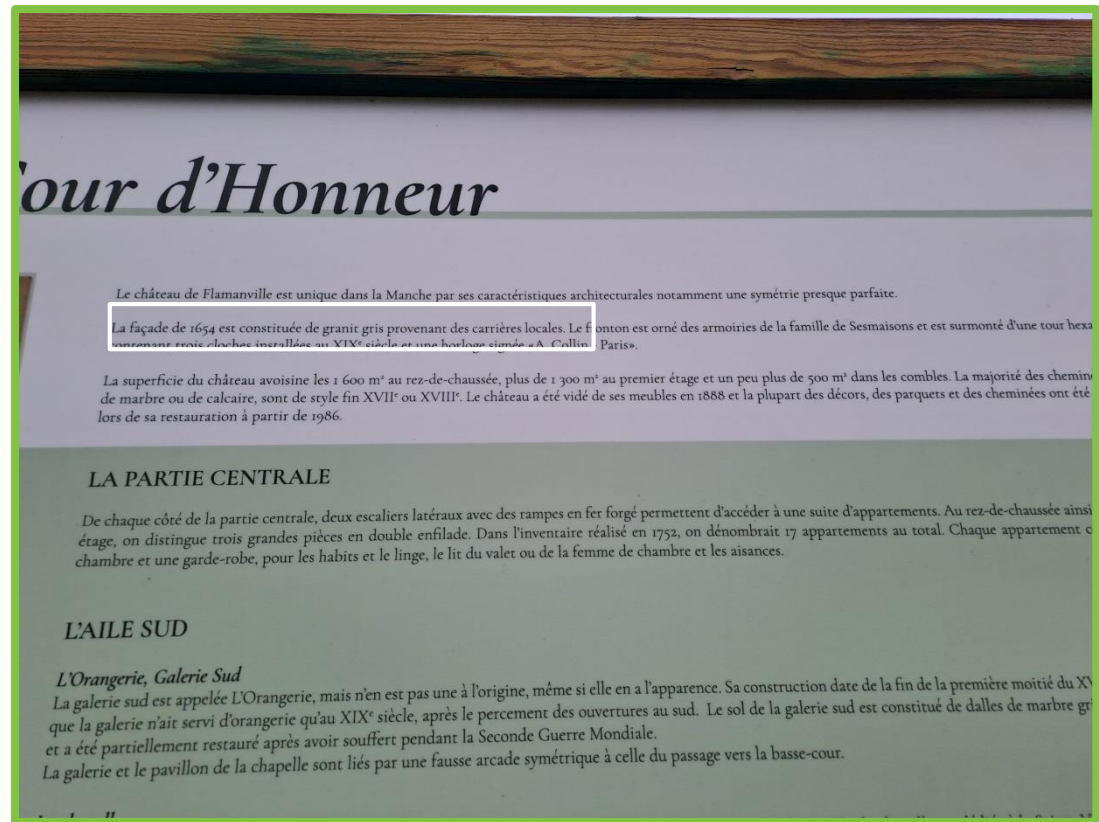 our d'Honneur
Le château de Flamanville est unique dans la Manche par ses caractéristiques architecturales notamment une symétrie presque parfaite.
La façade de 1654 est constituée de granit gris provenant des carrières locales. Le fronton est orné des armoiries de la famille de Sesmaisons et est surmonté d'une tour hexa
contenant trois cloches installées au XIXe siècle et une horloge signée «A. Collin Paris».
La superficie du château avoisine les 1 600 m² au rez-de-chaussée, plus de 1 300 m² au premier étage et un peu plus de 500 m² dans les combles. La majorité des chemin
de marbre ou de calcaire, sont de style fin XVIIe ou XVIIIe. Le château a été vidé de ses meubles en 1888 et la plupart des décors, des parquets et des cheminées ont été
lors de sa restauration à partir de 1986.
LA PARTIE CENTRALE
De chaque côté de la partie centrale, deux escaliers latéraux avec des rampes en fer forgé permettent d'accéder à une suite d'appartements. Au rez-de-chaussée ainsi
étage, on distingue trois grandes pièces en double enfilade. Dans l'inventaire réalisé en 1752, on dénombrait 17 appartements au total. Chaque appartement c
chambre et une garde-robe, pour les habits et le linge, le lit du valet ou de la femme de chambre et les aisances.
L'AILE SUD
L'Orangerie, Galerie Sud
La galerie sud est appelée L'Orangerie, mais n'en est pas une à l'origine, même si elle en a l'apparence. Sa construction date de la fin de la première moitié du XV
que la galerie n'ait servi d'orangerie qu'au XIXe siècle, après le percement des ouvertures au sud. Le sol de la galerie sud est constitué de dalles de marbre gri
et a été partiellement restauré après avoir souffert pendant la Seconde Guerre Mondiale.
La galerie et le pavillon de la chapelle sont liés par une fausse arcade symétrique à celle du passage vers la basse-cour.